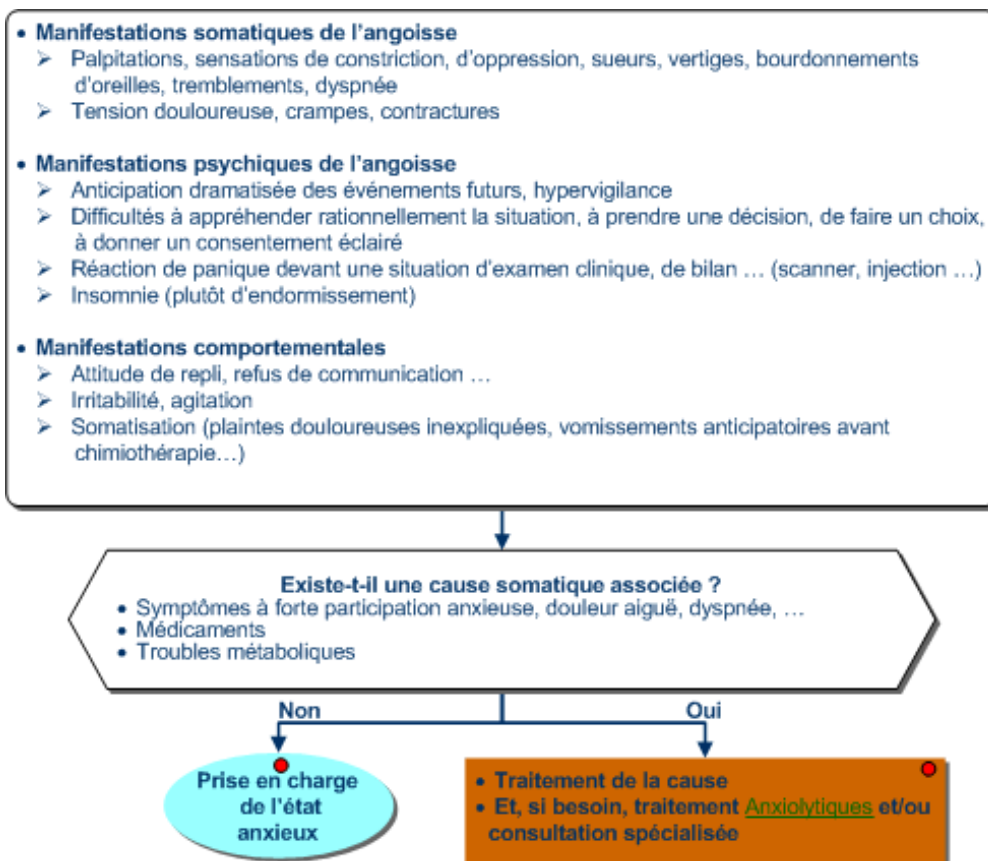 • Manifestations somatiques de l'angoisse
➢ Palpitations, sensations de constriction, d'oppression, sueurs, vertiges, bourdonnements
d'oreilles, tremblements, dyspnée
➢ Tension douloureuse, crampes, contractures
• Manifestations psychiques de l'angoisse
➢ Anticipation dramatisée des événements futurs, hypervigilance
➢ Difficultés à appréhender rationnellement la situation, à prendre une décision, de faire un choix,
à donner un consentement éclairé
➢ Réaction de panique devant une situation d'examen clinique, de bilan … (scanner, injection …)
➢ Insomnie (plutôt d'endormissement)
• Manifestations comportementales
➢ Attitude de repli, refus de communication …
➢ Irritabilité, agitation
➢ Somatisation (plaintes douloureuses inexpliquées, vomissements anticipatoires avant
chimiothérapie…)
Existe-t-il une cause somatique associée ?
• Symptômes à forte participation anxieuse, douleur aiguë, dyspnée, …
• Médicaments
• Troubles métaboliques
Non
Oui
Prise en charge
de l'état
anxieux
• Traitement de la cause
• Et, si besoin, traitement Anxiolytiques et/ou
consultation spécialisée